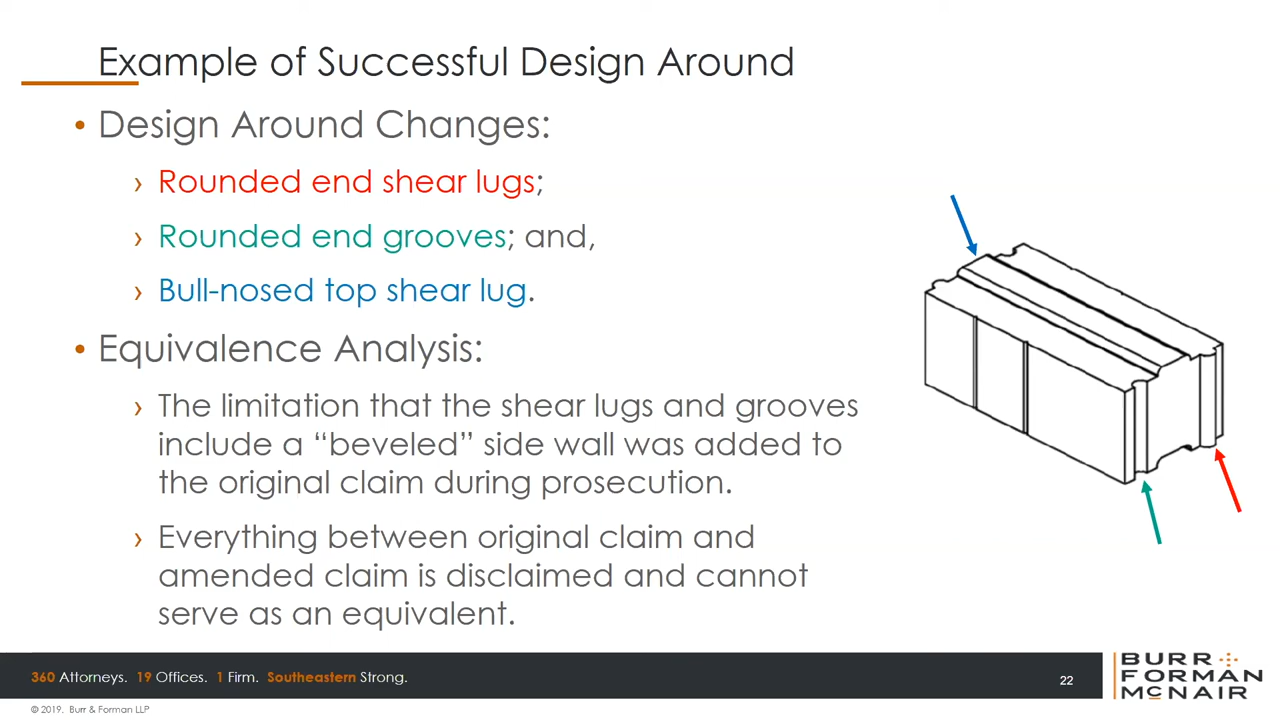 Example of Successful Design Around
• Design Around Changes:
› Rounded end shear lugs;
› Rounded end grooves; and,
› Bull-nosed top shear lug.
• Equivalence Analysis:
› The limitation that the shear lugs and grooves
include a “beveled” side wall was added to
the original claim during prosecution.
› Everything between original claim and
amended claim is disclaimed and cannot
serve as an equivalent.
360 Attorneys. 19 Offices. 1 Firm. Southeastern Strong.
22
BURR
FORMAN
MCNAIR
© 2019. Burr & Forman LLP